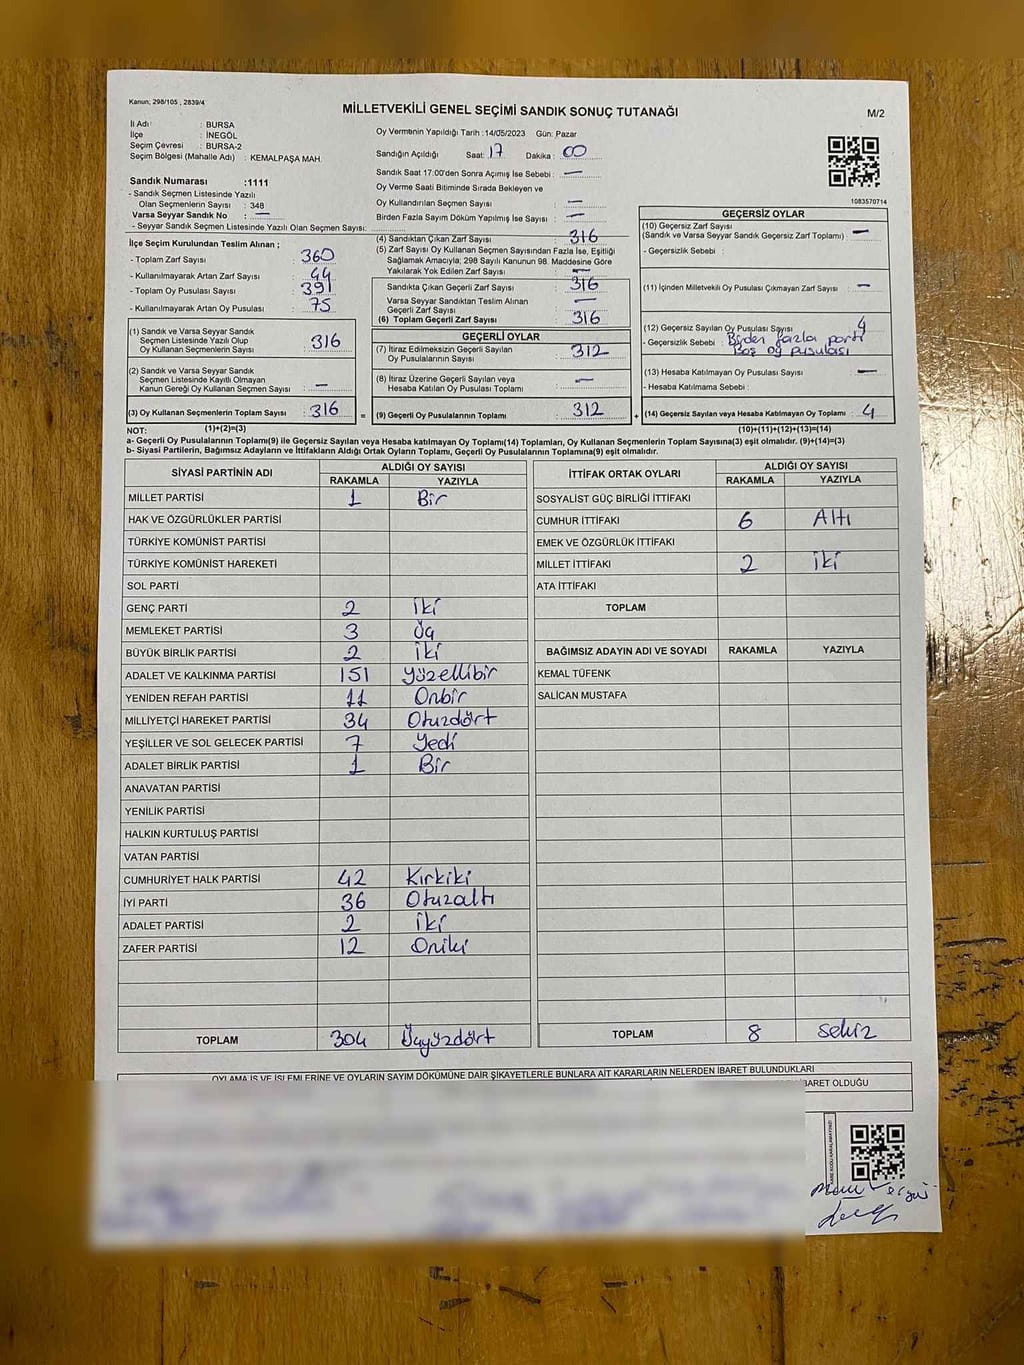 Kanun; 298/105 , 2839/4
MİLLETVEKİLİ GENEL SEÇİMİ SANDIK SONUÇ TUTANAĞI
M/2
İl Adı : BURSA
İlçe : İNEGÖL
Seçim Çevresi : BURSA-2
Seçim Bölgesi (Mahalle Adı) : KEMALPAŞA MAH.
Sandık Numarası :1111
- Sandık Seçmen Listesinde Yazılı
Olan Seçmenlerin Sayısı : 348
Varsa Seyyar Sandık No : —
- Seyyar Sandık Seçmen Listesinde Yazılı Olan Seçmen Sayısı:
Oy Vermenin Yapıldığı Tarih :14/05/2023 Gün: Pazar
Sandığın Açıldığı Saat: 17 Dakika : 00
Sandık Saat 17:00'den Sonra Açılmış İse Sebebi : —
Oy Verme Saati Bitiminde Sırada Bekleyen ve
Oy Kullandırılan Seçmen Sayısı : —
Birden Fazla Sayım Döküm Yapılmış İse Sayısı : —
1083570714
İlçe Seçim Kurulundan Teslim Alınan ;
- Toplam Zarf Sayısı : 360
- Kullanılmayarak Artan Zarf Sayısı : 44
- Toplam Oy Pusulası Sayısı : 391
- Kullanılmayarak Artan Oy Pusulası : 75
(4) Sandıktan Çıkan Zarf Sayısı : 316
(5) Zarf Sayısı Oy Kullanan Seçmen Sayısından Fazla İse, Eşitliği
Sağlamak Amacıyla; 298 Sayılı Kanunun 98. Maddesine Göre
Yakılarak Yok Edilen Zarf Sayısı : —
Sandıkta Çıkan Geçerli Zarf Sayısı : 316
Varsa Seyyar Sandıktan Teslim Alınan
Geçerli Zarf Sayısı : —
(6) Toplam Geçerli Zarf Sayısı : 316
GEÇERSİZ OYLAR
(10) Geçersiz Zarf Sayısı
(Sandık ve Varsa Seyyar Sandık Geçersiz Zarf Toplamı) : —
- Geçersizlik Sebebi :
(11) İçinden Milletvekili Oy Pusulası Çıkmayan Zarf Sayısı : —
(12) Geçersiz Sayılan Oy Pusulası Sayısı : 4
- Geçersizlik Sebebi : Birden fazla parti
Boş oy pusulası
(13) Hesaba Katılmayan Oy Pusulası Sayısı : —
- Hesaba Katılmama Sebebi :
(14) Geçersiz Sayılan veya Hesaba Katılmayan Oy Toplamı : 4
(10)+(11)+(12)+(13)=(14)
(1) Sandık ve Varsa Seyyar Sandık
Seçmen Listesinde Yazılı Olup
Oy Kullanan Seçmenlerin Sayısı : 316
(2) Sandık ve Varsa Seyyar Sandık
Seçmen Listesinde Kayıtlı Olmayan
Kanun Gereği Oy Kullanan Seçmen Sayısı : —
(3) Oy Kullanan Seçmenlerin Toplam Sayısı : 316 =
(1)+(2)=(3)
GEÇERLİ OYLAR
(7) İtiraz Edilmeksizin Geçerli Sayılan
Oy Pusulalarının Sayısı : 312
(8) İtiraz Üzerine Geçerli Sayılan veya
Hesaba Katılan Oy Pusulası Toplamı : —
(9) Geçerli Oy Pusulalarının Toplamı : 312 +
NOT:
a- Geçerli Oy Pusulalarının Toplamı(9) ile Geçersiz Sayılan veya Hesaba katılmayan Oy Toplamı(14) Toplamları, Oy Kullanan Seçmenlerin Toplam Sayısına(3) eşit olmalıdır. (9)+(14)=(3)
b- Siyasi Partilerin, Bağımsız Adayların ve İttifakların Aldığı Ortak Oyların Toplamı, Geçerli Oy Pusulalarının Toplamına(9) eşit olmalıdır.
SİYASİ PARTİNİN ADI ALDIĞI OY SAYISI
RAKAMLA YAZIYLA
MİLLET PARTİSİ 1 Bir
HAK VE ÖZGÜRLÜKLER PARTİSİ
TÜRKİYE KOMÜNİST PARTİSİ
TÜRKİYE KOMÜNİST HAREKETİ
SOL PARTİ
GENÇ PARTİ 2 İki
MEMLEKET PARTİSİ 3 Üç
BÜYÜK BİRLİK PARTİSİ 2 İki
ADALET VE KALKINMA PARTİSİ 151 Yüzellibir
YENİDEN REFAH PARTİSİ 11 Onbir
MİLLİYETÇİ HAREKET PARTİSİ 34 Otuzdört
YEŞİLLER VE SOL GELECEK PARTİSİ 7 Yedi
ADALET BİRLİK PARTİSİ 1 Bir
ANAVATAN PARTİSİ
YENİLİK PARTİSİ
HALKIN KURTULUŞ PARTİSİ
VATAN PARTİSİ
CUMHURİYET HALK PARTİSİ 42 Kırkiki
İYİ PARTİ 36 Otuzaltı
ADALET PARTİSİ 2 İki
ZAFER PARTİSİ 12 Oniki
TOPLAM 304 Üçyüzdört
İTTİFAK ORTAK OYLARI ALDIĞI OY SAYISI
RAKAMLA YAZIYLA
SOSYALİST GÜÇ BİRLİĞİ İTTİFAKI
CUMHUR İTTİFAKI 6 Altı
EMEK VE ÖZGÜRLÜK İTTİFAKI
MİLLET İTTİFAKI 2 İki
ATA İTTİFAKI
TOPLAM
BAĞIMSIZ ADAYIN ADI VE SOYADI RAKAMLA YAZIYLA
KEMAL TÜFENK
SALİCAN MUSTAFA
TOPLAM 8 Sekiz
OYLAMA İŞ VE İŞLEMLERİNE VE OYLARIN SAYIM DÖKÜMÜNE DAİR ŞİKAYETLERLE BUNLARA AİT KARARLARIN NELERDEN İBARET BULUNDUKLARI
İBARET OLDUĞU